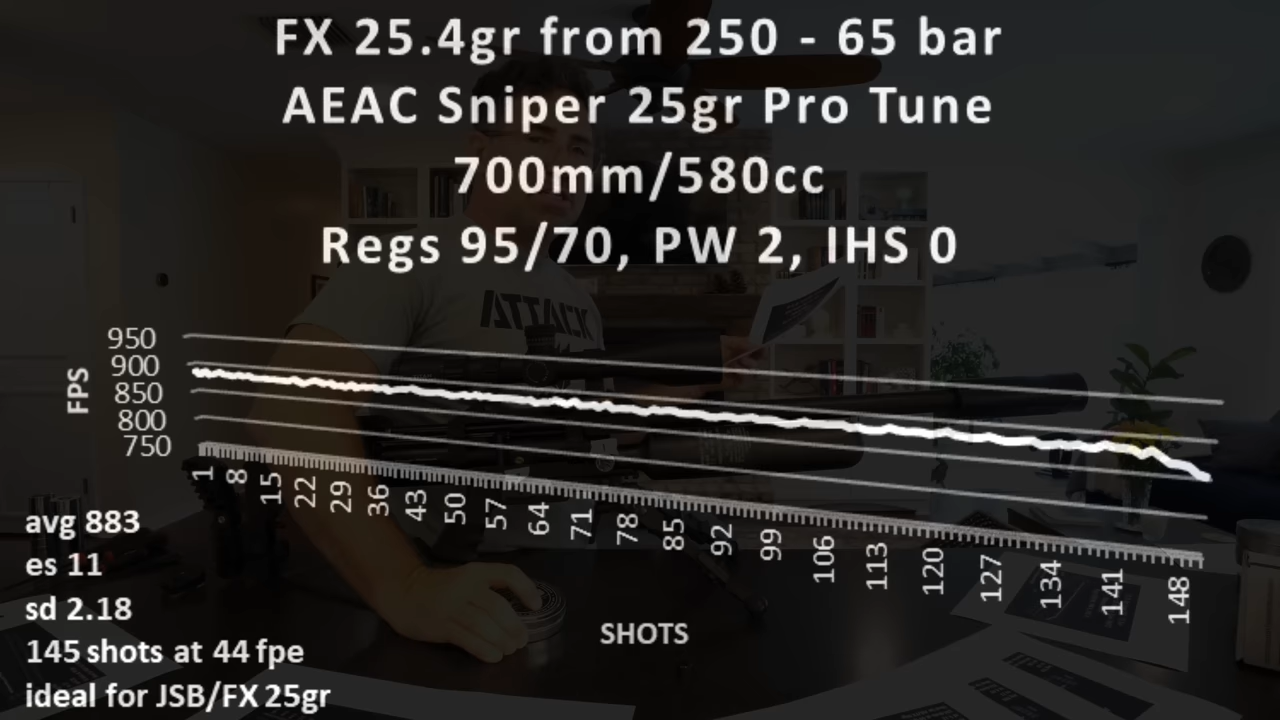 FX 25.4gr from 250 - 65 bar
AEAC Sniper 25gr Pro Tune
700mm/580cc
Regs 95/70, PW 2, IHS 0
ATTACK
FPS
950
900
850
800
750
1 8 15 22 29 36 43 50 57 64 71 78 85 92 99 106 113 120 127 134 141 148
SHOTS
avg 883
es 11
sd 2.18
145 shots at 44 fpe
ideal for JSB/FX 25gr